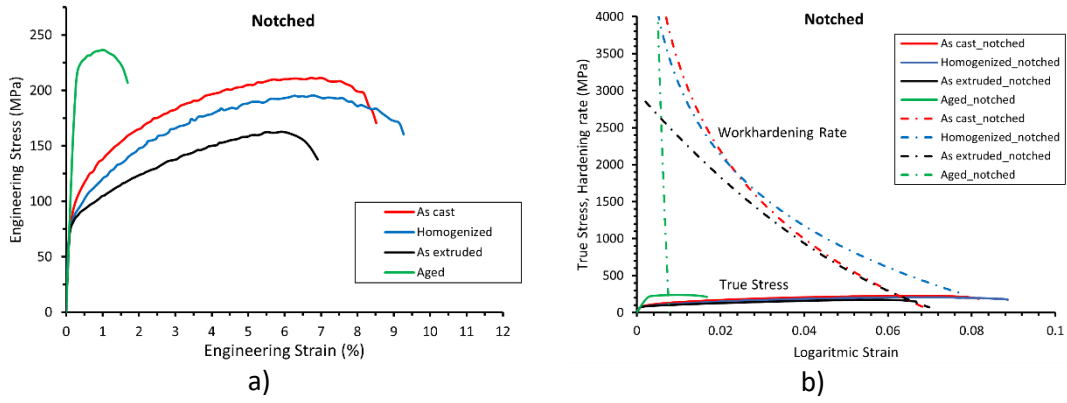 Notched
Engineering Stress (MPa)
250
200
150
100
50
0
0 1 2 3 4 5 6 7 8 9 10 11 12
Engineering Strain (%)
As cast
Homogenized
As extruded
Aged
a)
Notched
True Stress, Hardening rate (MPa)
4000
3500
3000
2500
2000
1500
1000
500
0
0 0.02 0.04 0.06 0.08 0.1
Logaritmic Strain
Workhardening Rate
True Stress
As cast_notched
Homogenized_notched
As extruded_notched
Aged_notched
As cast_notched
Homogenized_notched
As extruded_notched
Aged_notched
b)